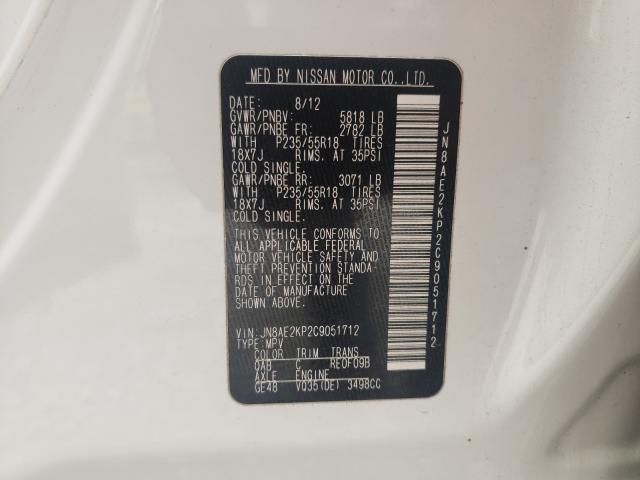 MFD BY NISSAN MOTOR CO.,LTD.
DATE: 8/12
GVWR/PNBV: 5818 LB
GAWR/PNBE FR: 2782 LB
WITH P235/55R18 TIRES
18X7J RIMS. AT 35PSI
COLD SINGLE.
GAWR/PNBE RR: 3071 LB
WITH P235/55R18 TIRES
18X7J RIMS. AT 35PSI
COLD SINGLE.
THIS VEHICLE CONFORMS TO
ALL APPLICABLE FEDERAL
MOTOR VEHICLE SAFETY AND
THEFT PREVENTION STANDA-
RDS IN EFFECT ON THE
DATE OF MANUFACTURE
SHOWN ABOVE.
VIN: JN8AE2KP2C9051712
TYPE: MPV
COLOR TRIM TRANS
QAB C RE0F09B
AXLE ENGINE
GE48 VQ35(DE) 3498CC
JN8AE2KP2C9051712